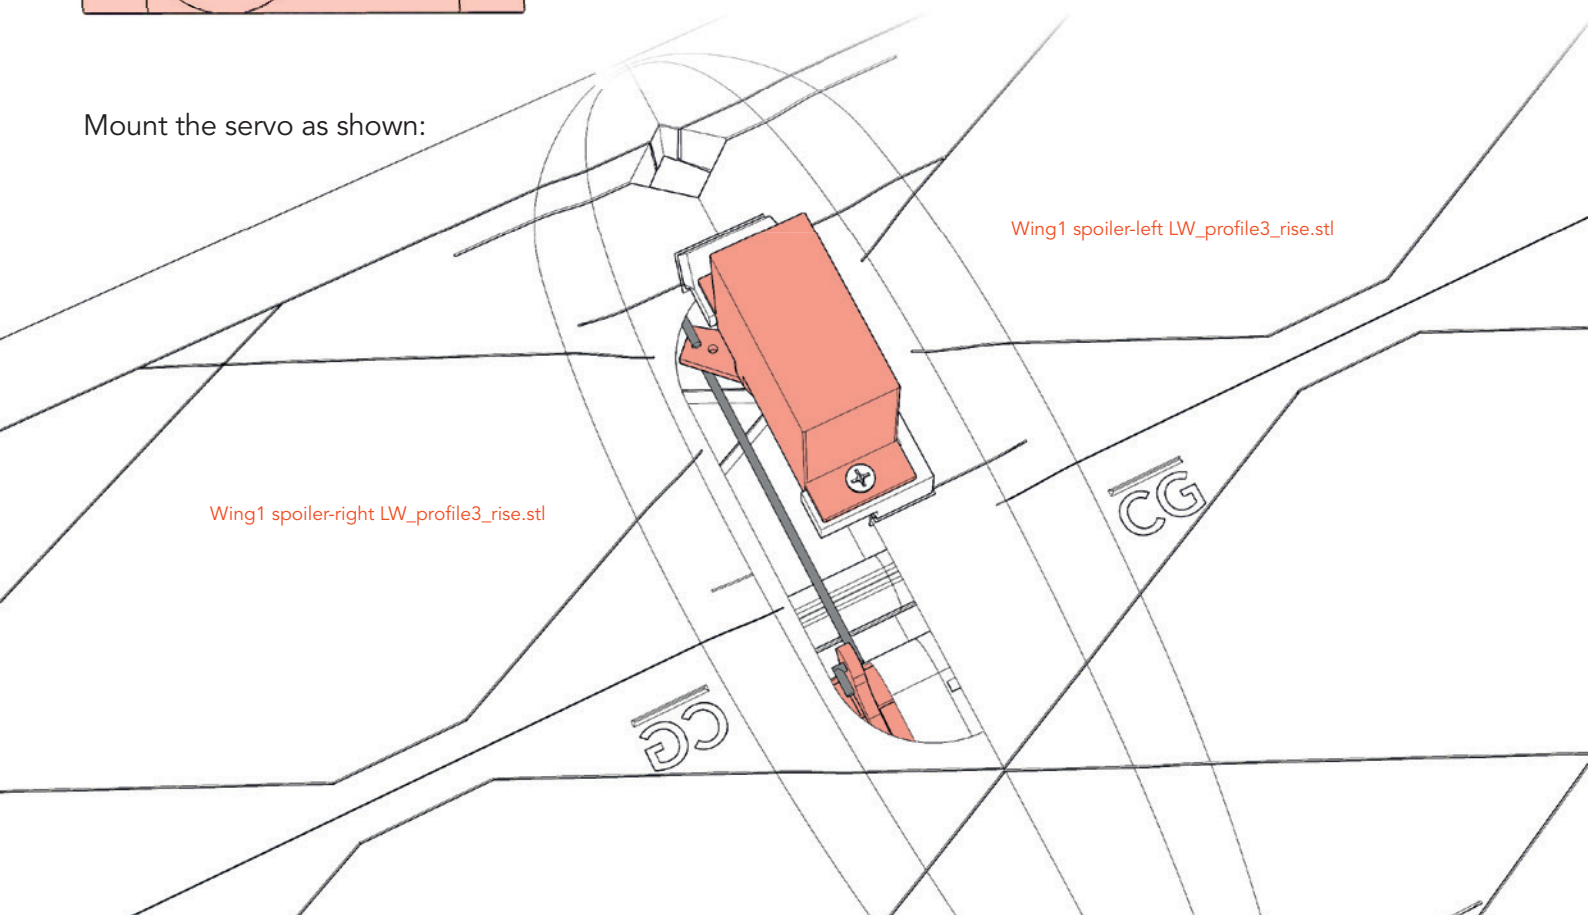 Mount the servo as shown:
Wing1 spoiler-left LW_profile3_rise.stl
CG
Wing1 spoiler-right LW_profile3_rise.stl
CG